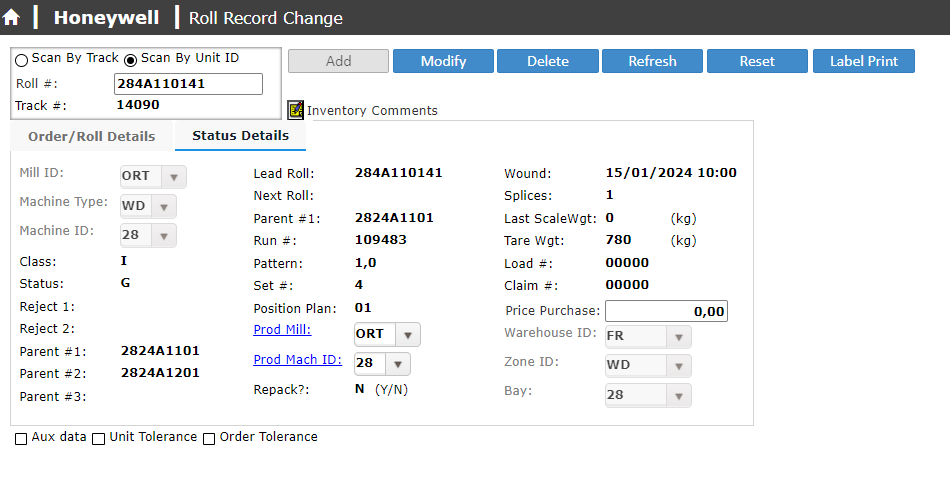 Honeywell Roll Record Change
Scan By Track Scan By Unit ID
Roll #: 284A110141
Track #: 14090
Add Modify Delete Refresh Reset Label Print
Inventory Comments
Order/Roll Details Status Details
Mill ID: ORT
Machine Type: WD
Machine ID: 28
Class: I
Status: G
Reject 1:
Reject 2:
Parent #1: 2824A1101
Parent #2: 2824A1201
Parent #3:
Lead Roll: 284A110141
Next Roll:
Parent #1: 2824A1101
Run #: 109483
Pattern: 1,0
Set #: 4
Position Plan: 01
Prod Mill: ORT
Prod Mach ID: 28
Repack?: N (Y/N)
Wound: 15/01/2024 10:00
Splices: 1
Last ScaleWgt: 0 (kg)
Tare Wgt: 780 (kg)
Load #: 00000
Claim #: 00000
Price Purchase: 0,00
Warehouse ID: FR
Zone ID: WD
Bay: 28
Aux data Unit Tolerance Order Tolerance